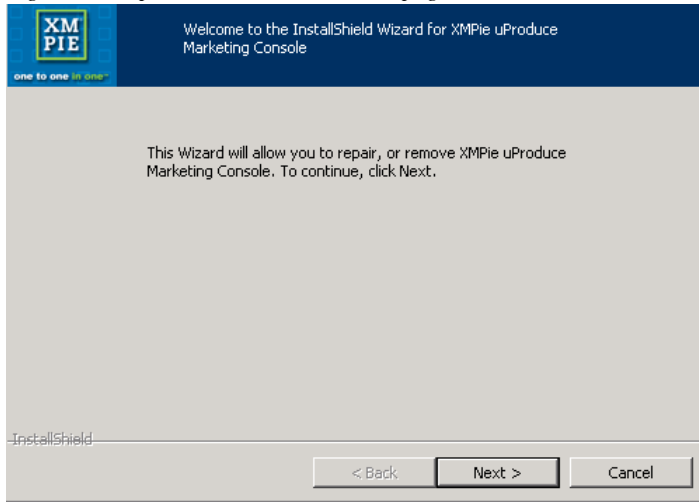 XM
PIE
one to one in one
Welcome to the InstallShield Wizard for XMPie uProduce
Marketing Console
This Wizard will allow you to repair, or remove XMPie uProduce
Marketing Console. To continue, click Next.
InstallShield
< Back
Next >
Cancel